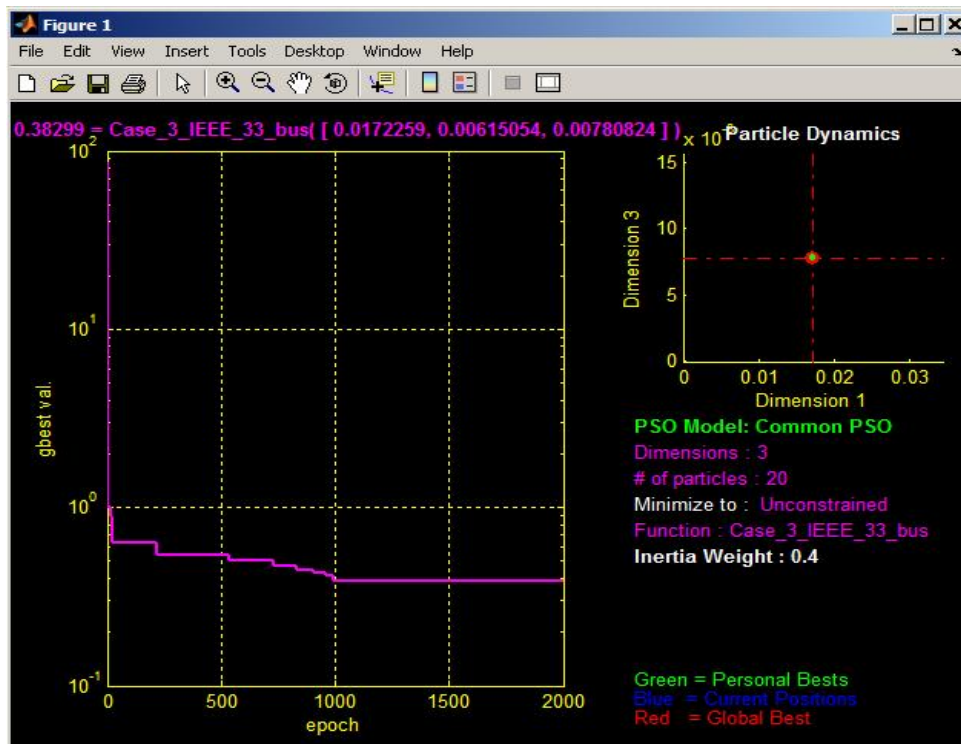 Figure 1
File Edit View Insert Tools Desktop Window Help
0.38299 = Case_3_IEEE_33_bus( [ 0.0172259, 0.00615054, 0.00780824 ] )
10^2
10^1
10^0
10^-1
gbest val.
0 500 1000 1500 2000
epoch
x 10^-3 Particle Dynamics
15
10
5
0
Dimension 3
0 0.01 0.02 0.03
Dimension 1
PSO Model: Common PSO
Dimensions : 3
# of particles : 20
Minimize to : Unconstrained
Function : Case_3_IEEE_33_bus
Inertia Weight : 0.4
Green = Personal Bests
Blue = Current Positions
Red = Global Best